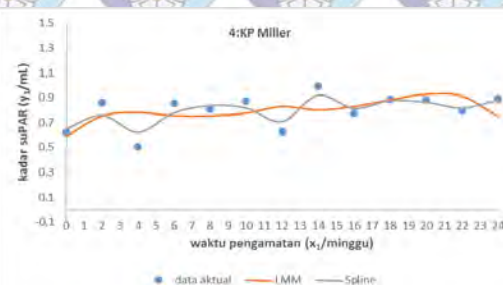 4:KP Miller
kadar suPAR (y₁/mL)
1.5
1.3
1.1
0.9
0.7
0.5
0.3
0.1
-0.1
0 1 2 3 4 5 6 7 8 9 10 11 12 13 14 15 16 17 18 19 20 21 22 23 24
waktu pengamatan (x₁/minggu)
data aktual LMM Spline